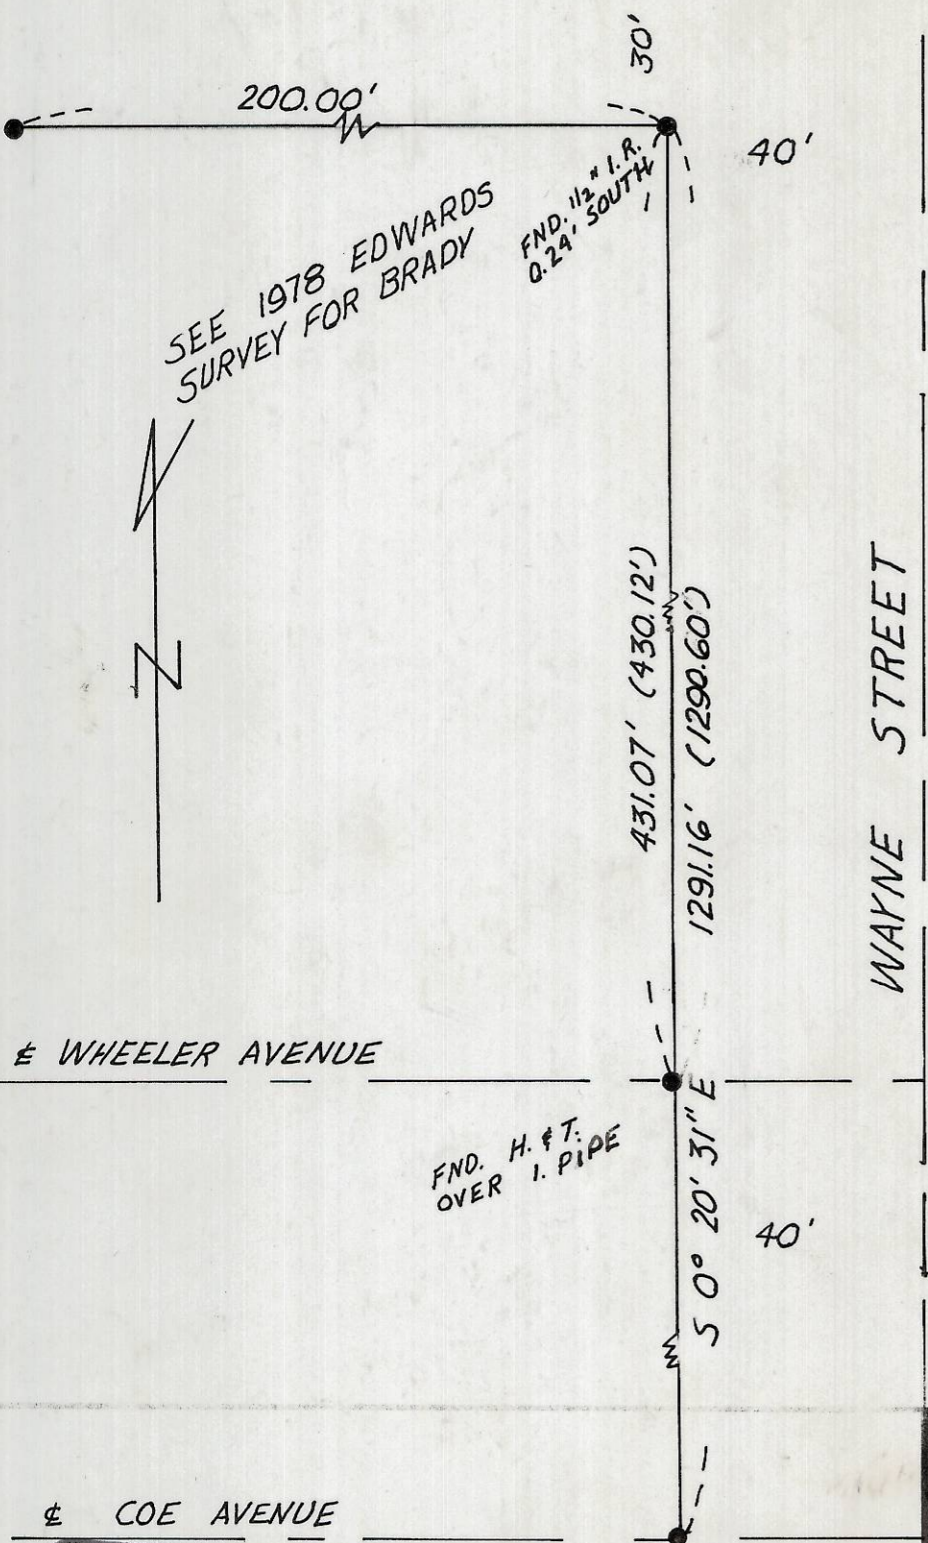 30'
200.00'
40'
FND. 1/2" I.R.
0.24' SOUTH
SEE 1978 EDWARDS
SURVEY FOR BRADY
N
431.07' (430.12')
1291.16' (1290.60')
WAYNE STREET
℄ WHEELER AVENUE
FND. H. & T.
OVER I. PIPE
S 0° 20' 31" E
40'
℄ COE AVENUE